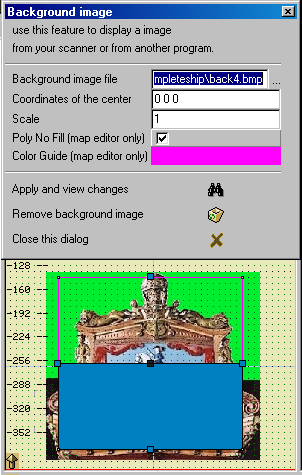 Background image
use this feature to display a image
from your scanner or from another program.
Background image file mpleteship\back4.bmp ...
Coordinates of the center 0 0 0
Scale 1
Poly No Fill (map editor only)
Color Guide (map editor only)
Apply and view changes
Remove background image
Close this dialog
-128
-160
-192
-224
-256
-288
-320
-352